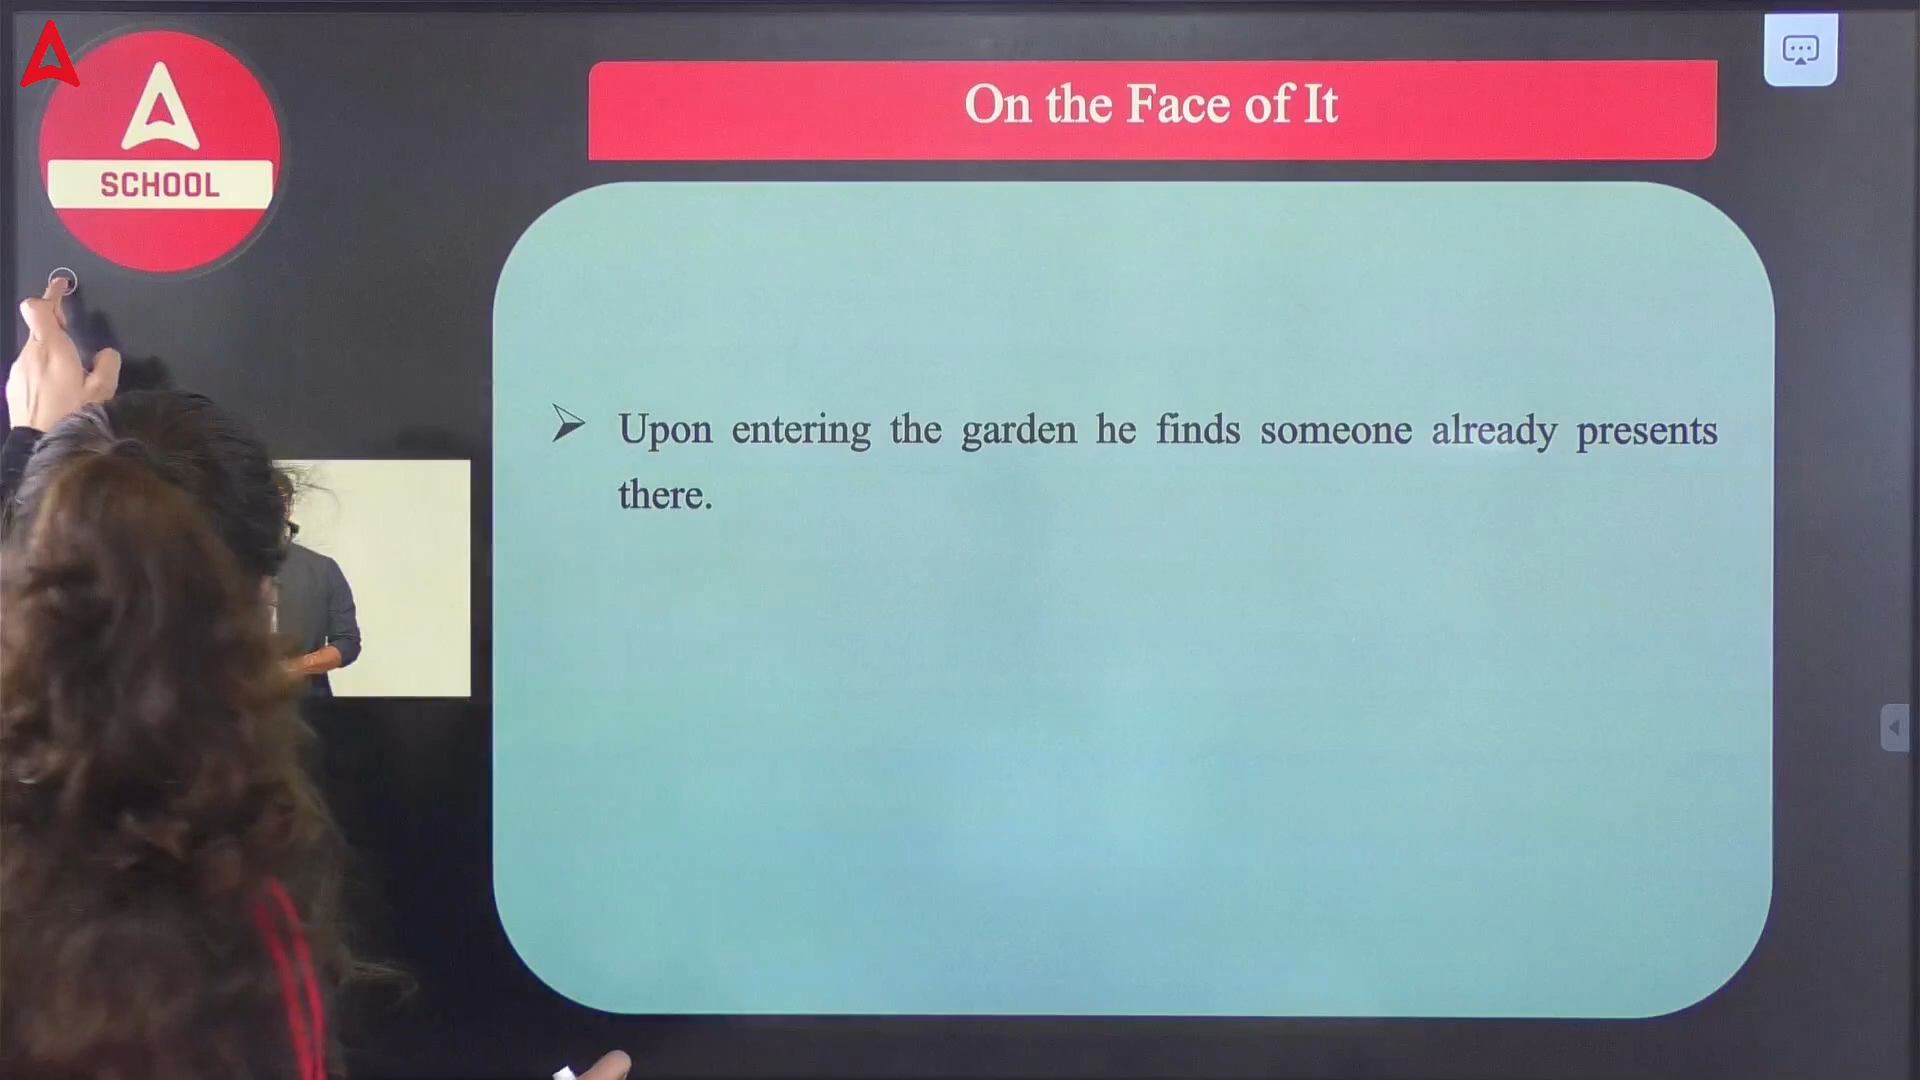 SCHOOL
On the Face of It
Upon entering the garden he finds someone already presents
there.